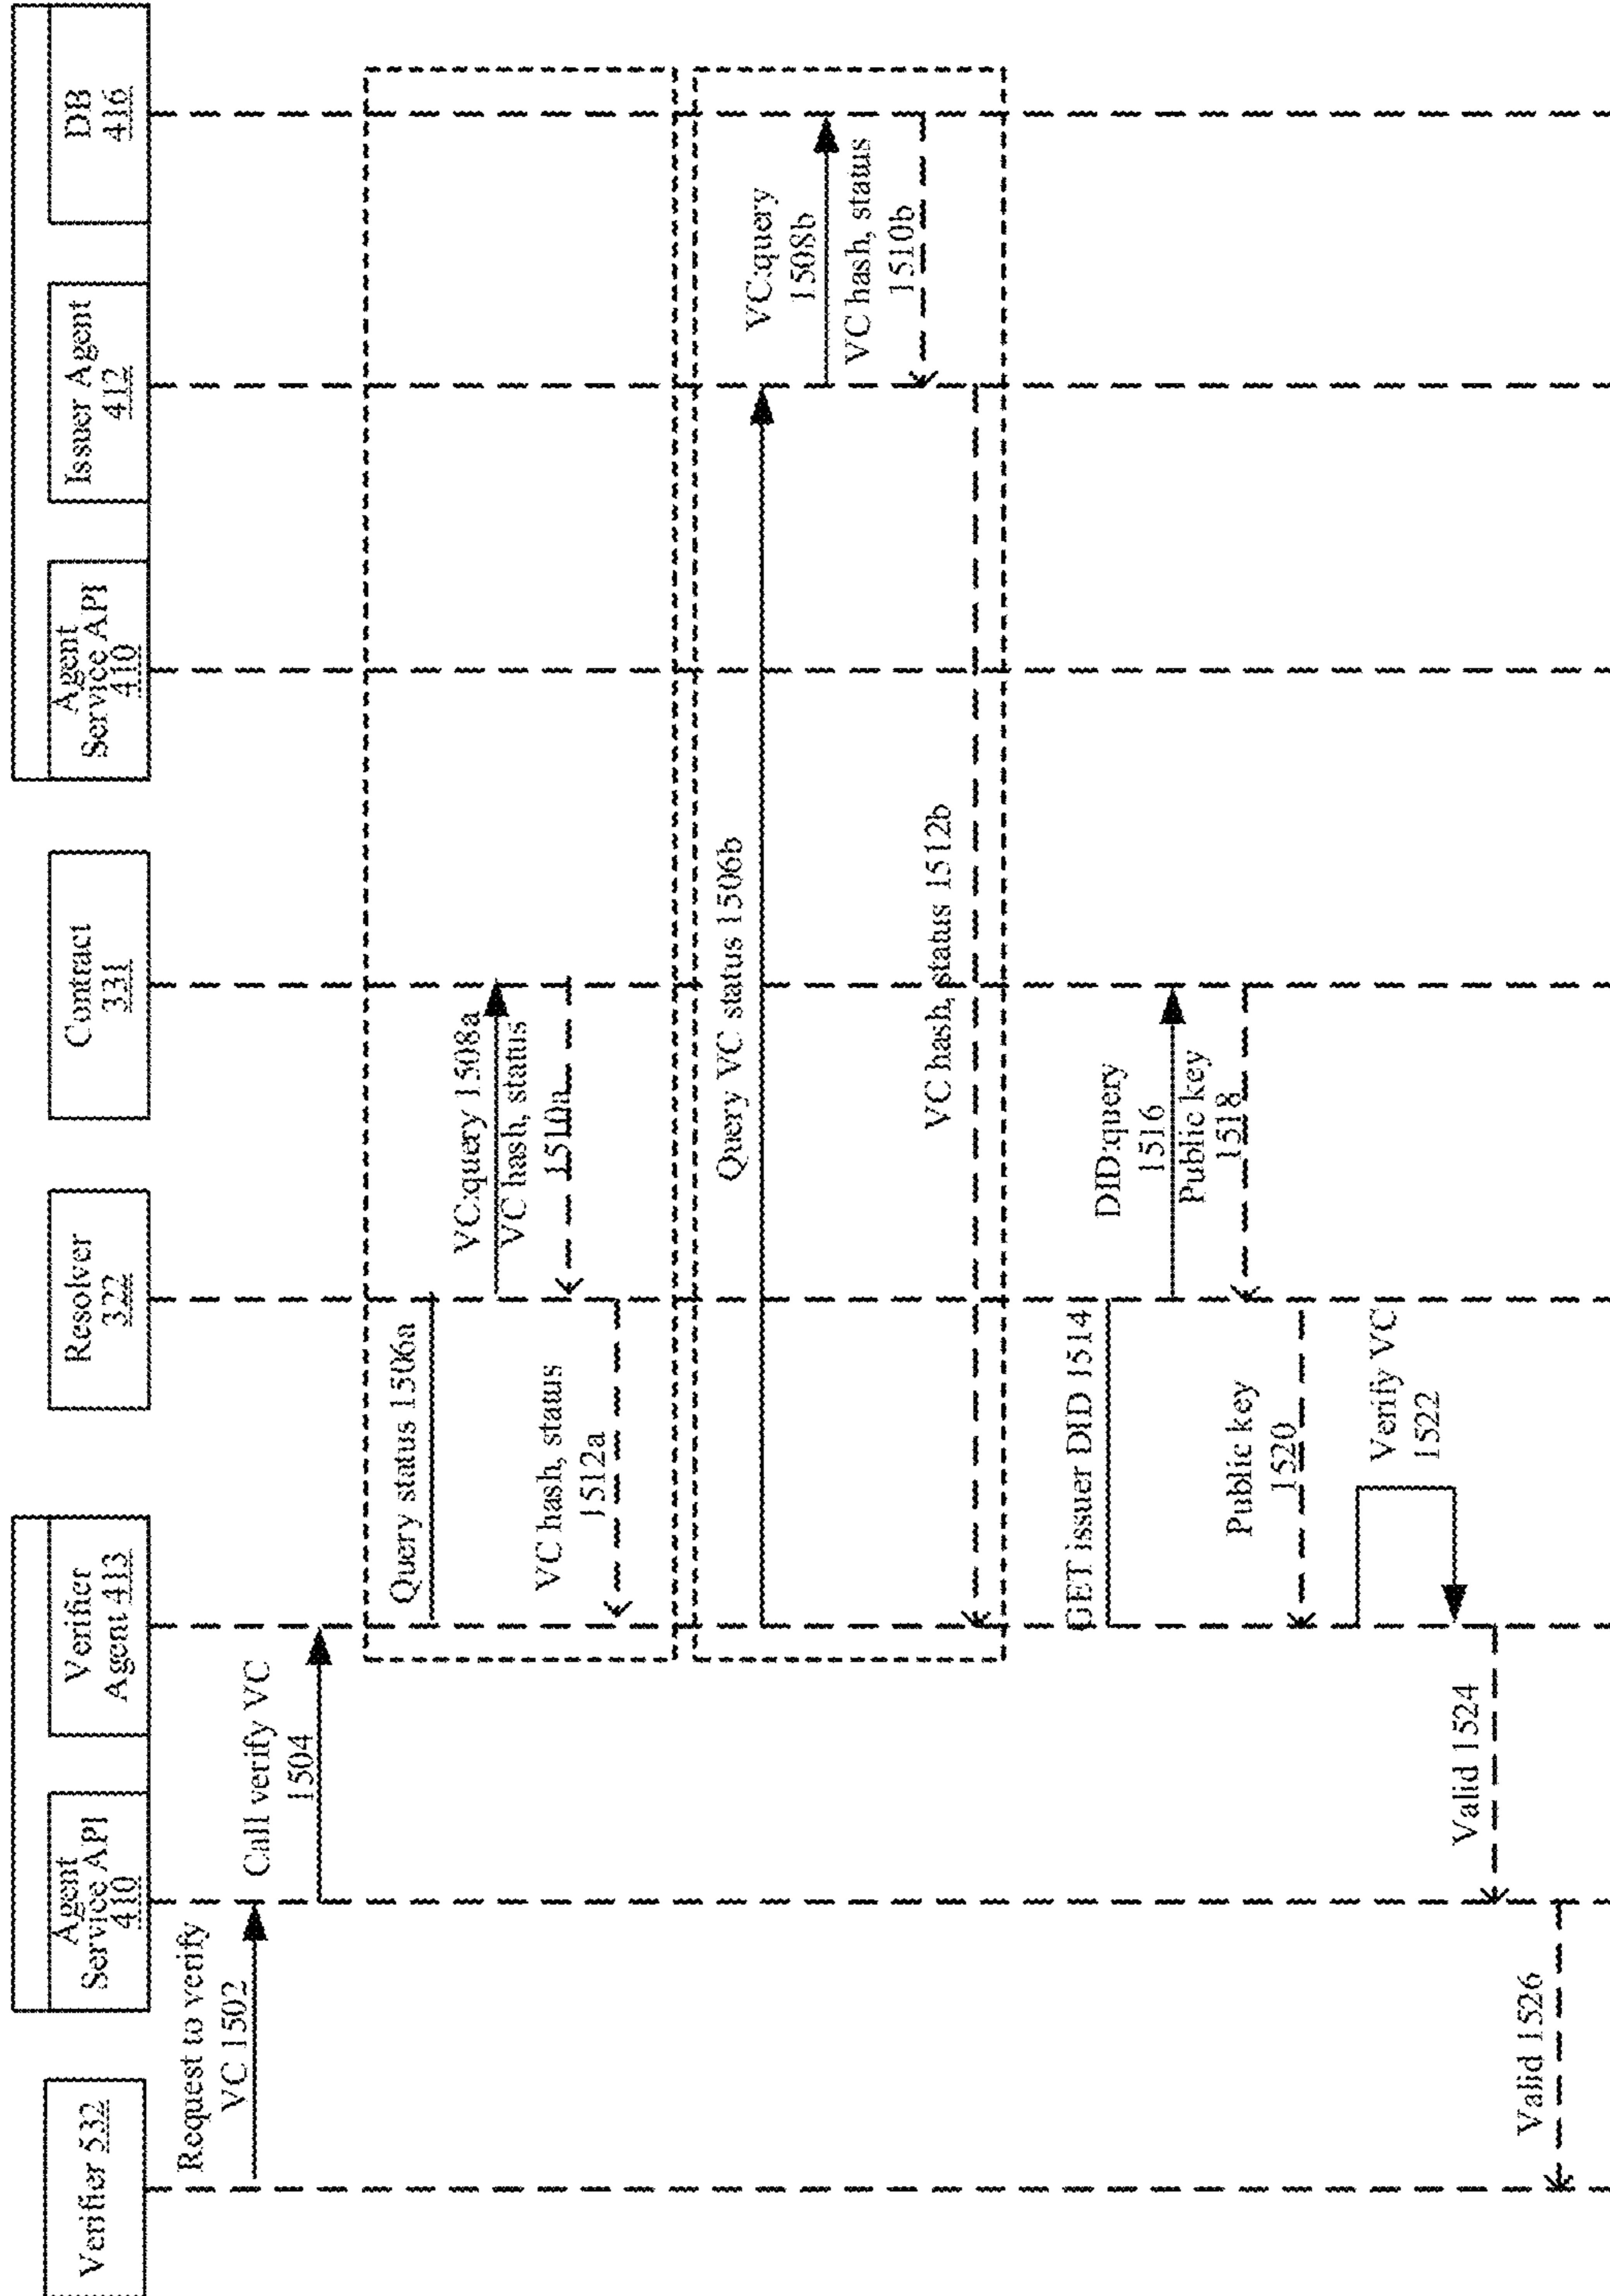 Verifier 532
Agent
Service API
410
Verifier
Agent 413
Resolver
322
Contract
331
Agent
Service API
410
Issuer Agent
412
DB
416
Request to verify
VC 1502
Call verify VC
1504
Query status 1506a
VC:query 1508a
VC hash, status
1510a
VC hash, status
1512a
Query VC status 1506b
VC:query
1508b
VC hash, status
1510b
VC hash, status 1512b
GET issuer DID 1514
DID:query
1516
Public key
1518
Public key
1520
Verify VC
1522
Valid 1524
Valid 1526